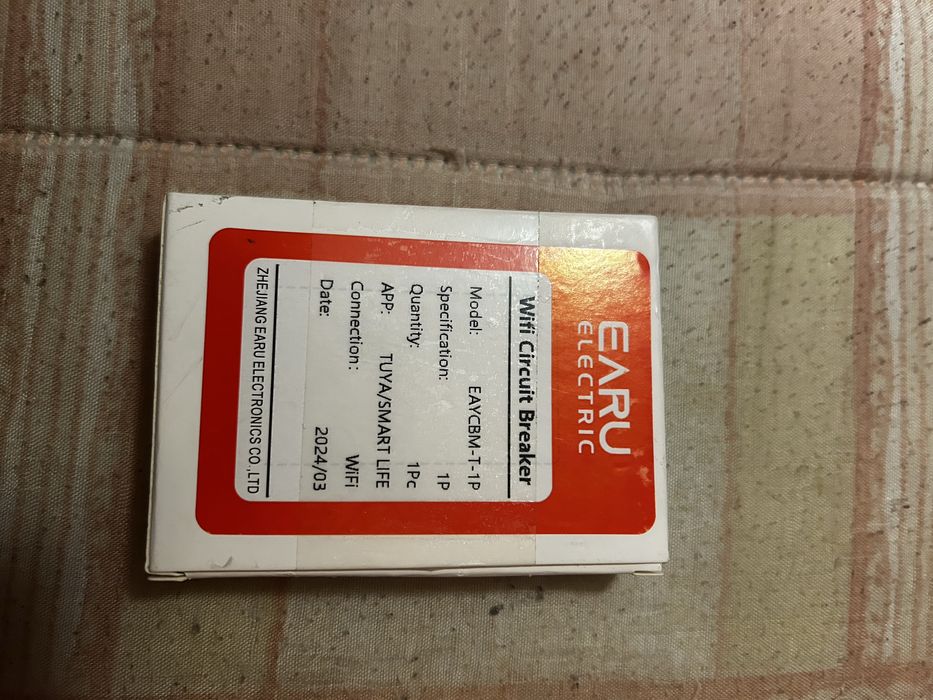 EARU
ELECTRIC
Wifi Circuit Breaker
Model: EAYCBM-T-1P
Specification: 1P
Quantity: 1Pc
APP: TUYA/SMART LIFE
Connection: WiFi
Date: 2024/03
ZHEJIANG EARU ELECTRONICS CO.,LTD